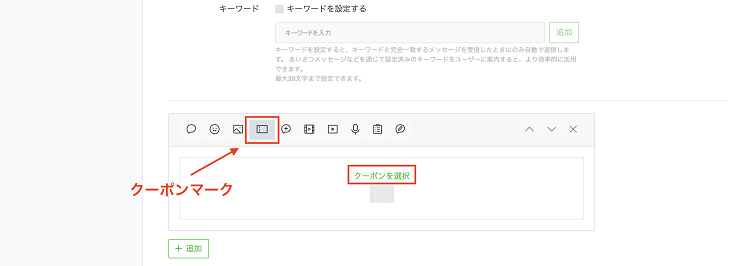 キーワード
キーワードを設定する
キーワードを入力
追加
キーワードを設定すると、キーワードと完全一致するメッセージを受信したときにのみ自動で返信しま
す。 あいさつメッセージなどを通じて設定済みのキーワードをユーザーに案内すると、より効率的に活用
できます。
最大30文字まで設定できます。
クーポンを選択
クーポンマーク
+ 追加